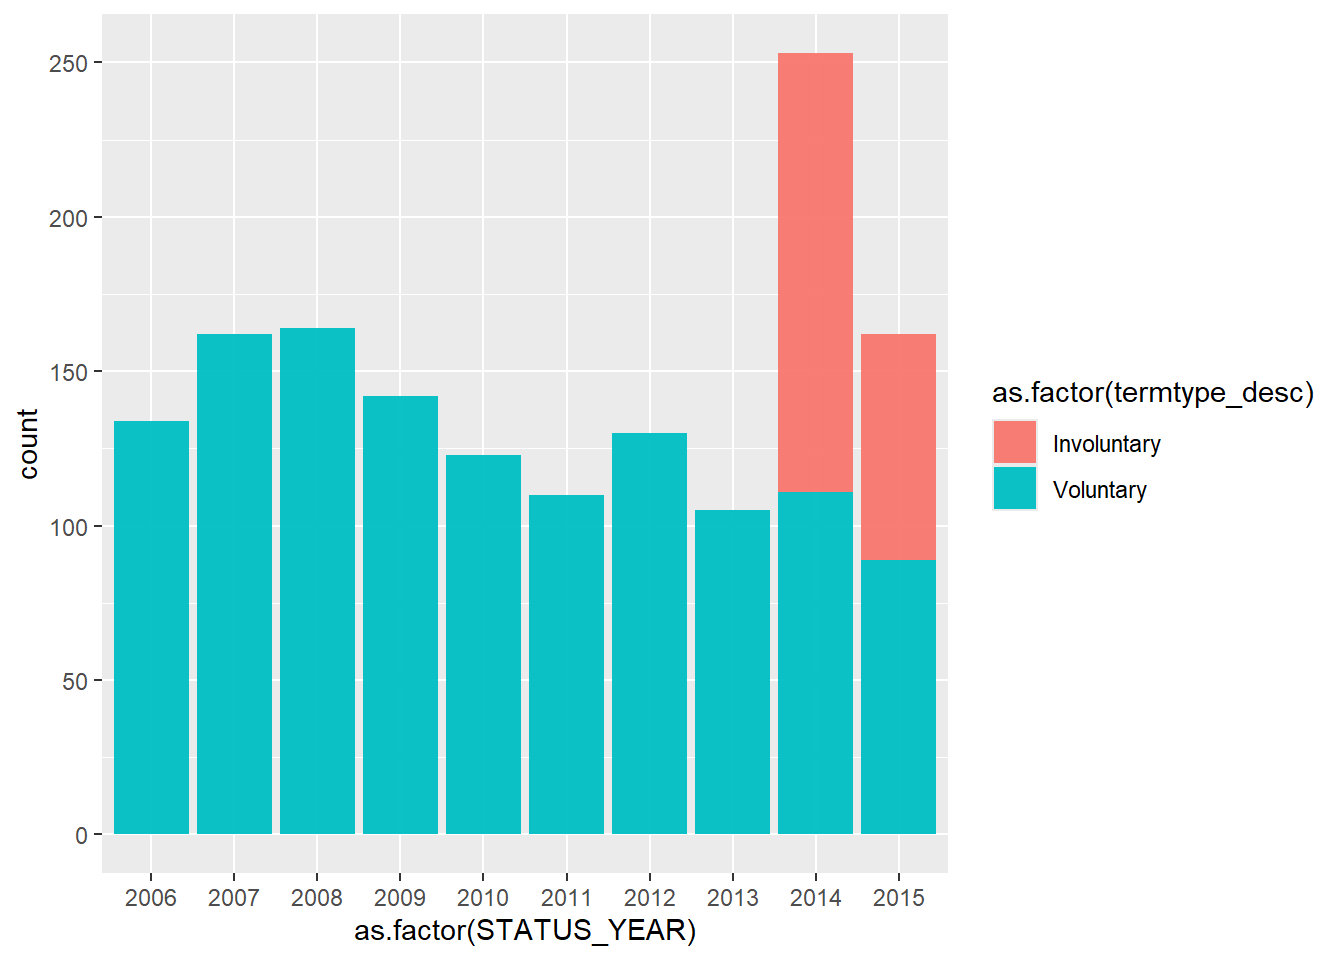 250
200
150
100
50
0
count
2006 2007 2008 2009 2010 2011 2012 2013 2014 2015
as.factor(STATUS_YEAR)
as.factor(termtype_desc)
Involuntary
Voluntary